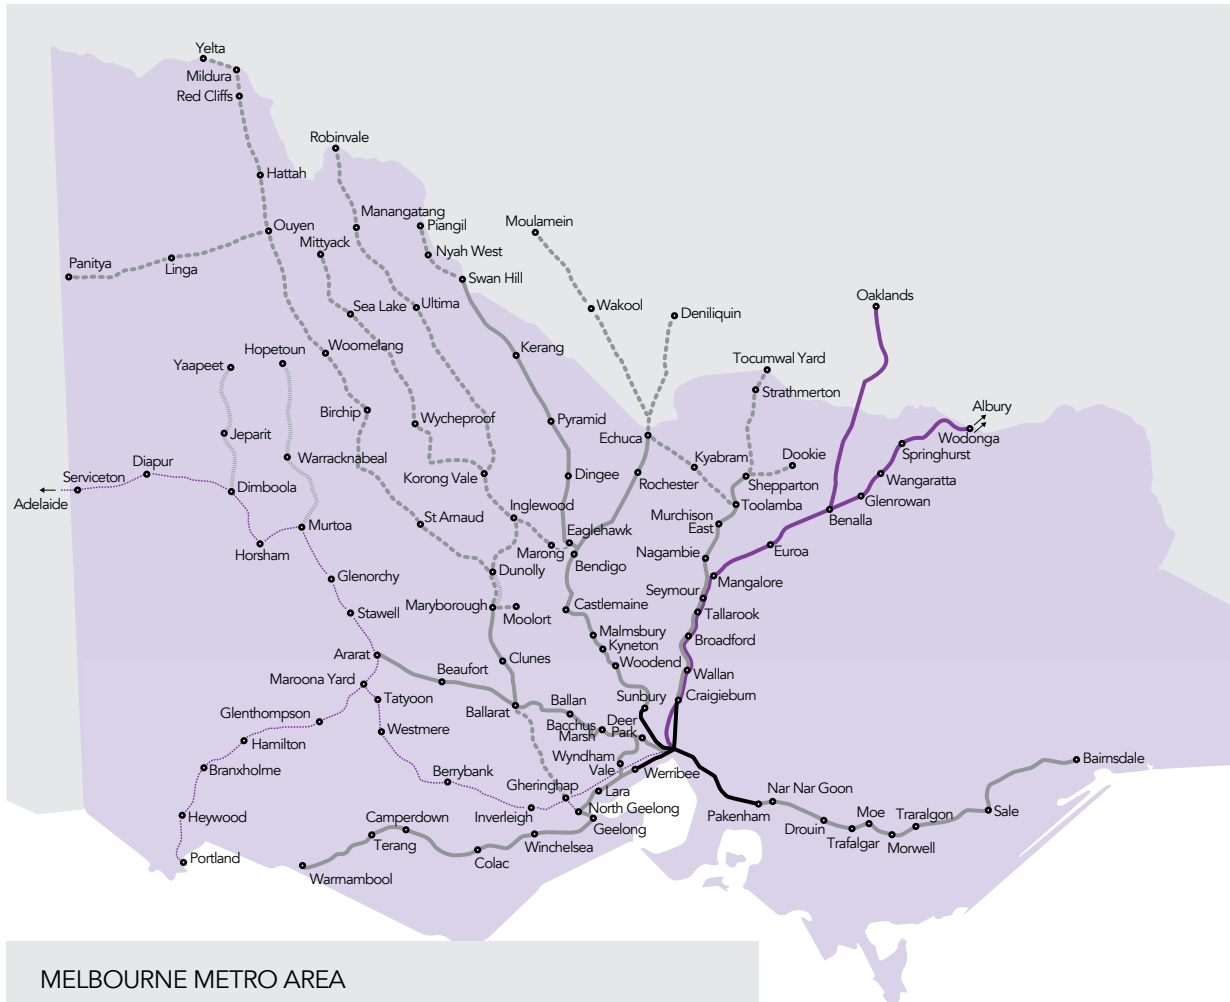 Yelta
Mildura
Red Cliffs
Robinvale
Hattah
Manangatang
Piangil
Moulamein
Ouyen
Mittyack
Nyah West
Panitya
Linga
Swan Hill
Oaklands
Sea Lake
Ultima
Wakool
Deniliquin
Hopetoun
Woomelang
Kerang
Tocumwal Yard
Yaapeet
Strathmerton
Birchip
Wycheproof
Pyramid
Albury
Echuca
Wodonga
Jeparit
Springhurst
Warracknabeal
Kyabram
Dookie
Diapur
Serviceton
Korong Vale
Dingee
Rochester
Shepparton
Wangaratta
Dimboola
Adelaide
Inglewood
Toolamba
Glenrowan
Murtoa
St Arnaud
Eaglehawk
Murchison
East
Benalla
Horsham
Marong
Bendigo
Nagambie
Euroa
Glenorchy
Dunolly
Mangalore
Seymour
Stawell
Maryborough
Moolort
Castlemaine
Tallarook
Malmsbury
Kyneton
Broadford
Ararat
Clunes
Woodend
Wallan
Maroona Yard
Beaufort
Tatyoon
Ballan
Sunbury
Craigieburn
Glenthompson
Ballarat
Bacchus
Marsh
Deer
Park
Westmere
Hamilton
Wyndham
Vale
Bairnsdale
Branxholme
Berrybank
Werribee
Gheringhap
Lara
Nar Nar Goon
Heywood
Inverleigh
North Geelong
Pakenham
Moe
Traralgon
Sale
Camperdown
Geelong
Drouin
Terang
Winchelsea
Trafalgar
Morwell
Portland
Colac
Warrnambool
MELBOURNE METRO AREA